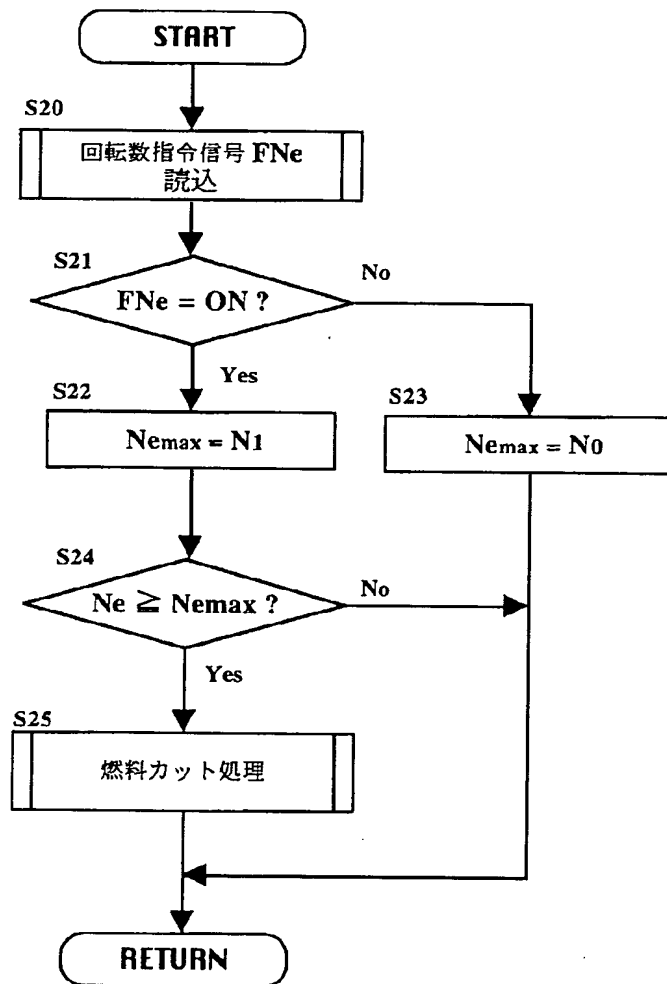 START
S20
回転数指令信号 FNe
読込
S21
FNe = ON ?
No
Yes
S22
Nemax = N1
S23
Nemax = N0
S24
Ne ≧ Nemax ?
No
Yes
S25
燃料カット処理
RETURN